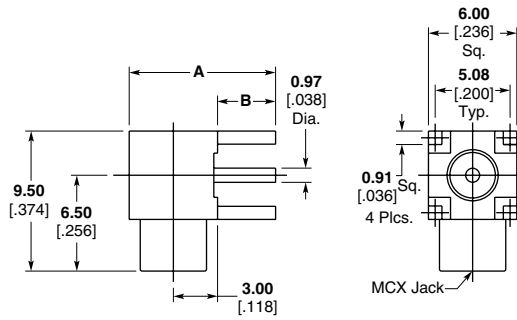 A
B
0.97
[.038]
Dia.
9.50
[.374]
6.50
[.256]
3.00
[.118]
6.00
[.236]
Sq.
5.08
[.200]
Typ.
0.91
[.036]
Sq.
4 Plcs.
MCX Jack